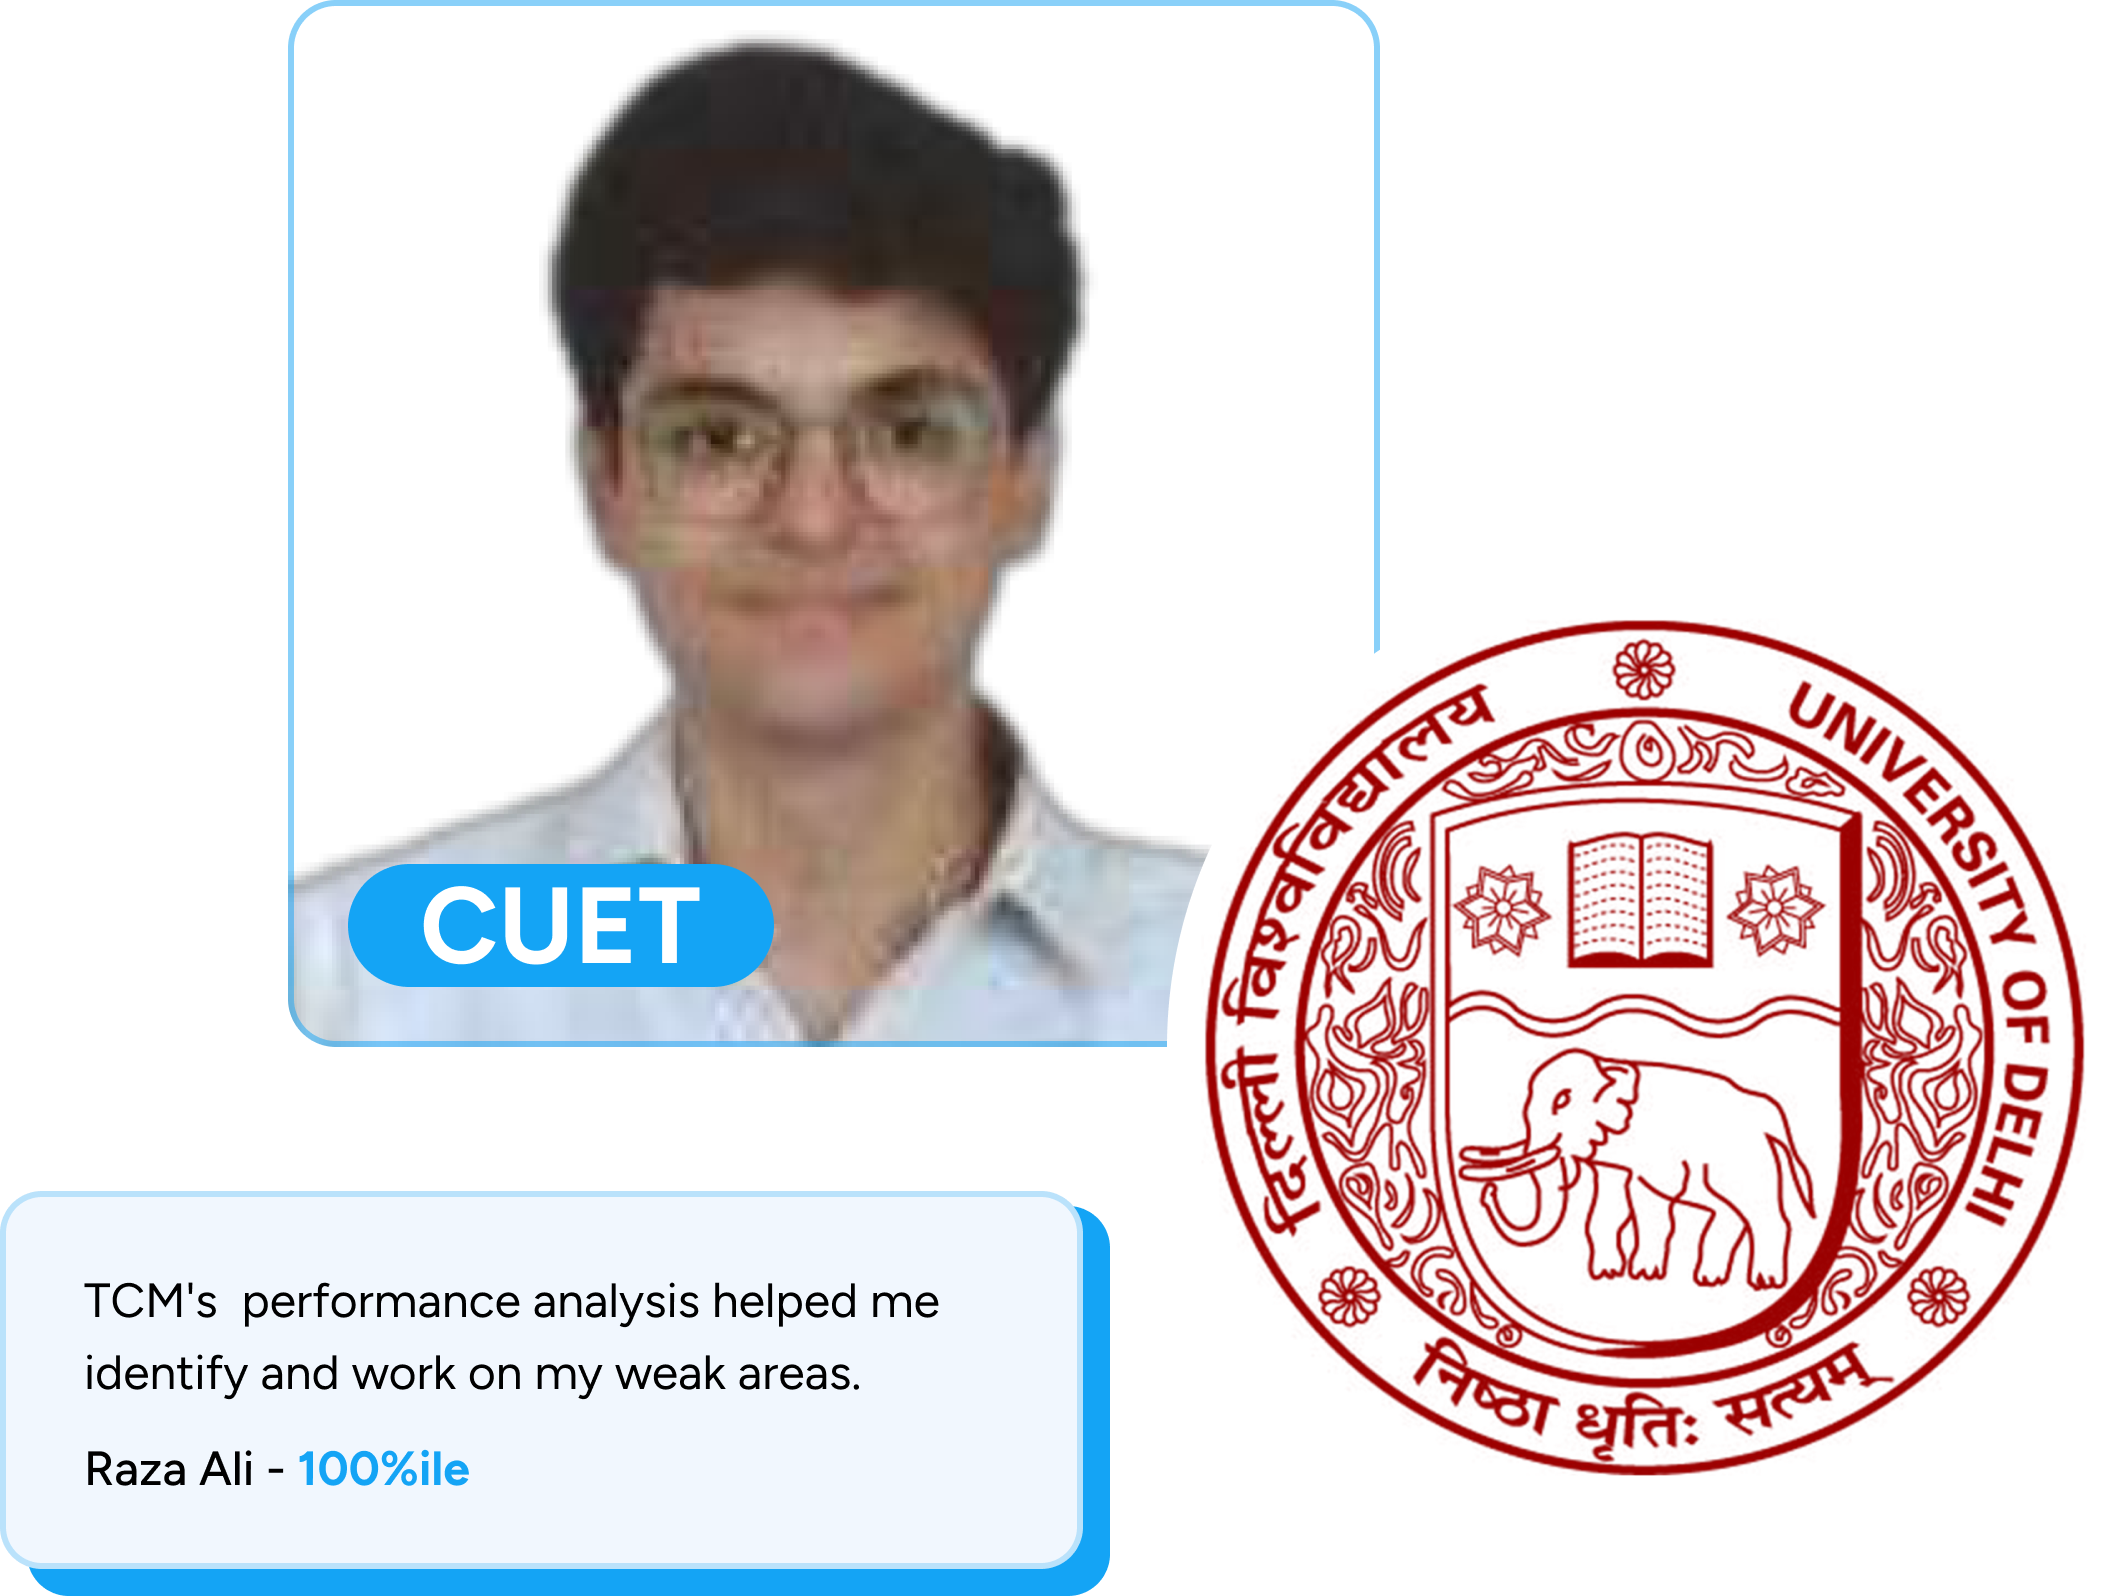 CUET
दिल्ली विश्वविद्यालय
UNIVERSITY OF DELHI
निष्ठा धृतिः सत्यम्
TCM's  performance analysis helped me
identify and work on my weak areas.
Raza Ali - 100%ile